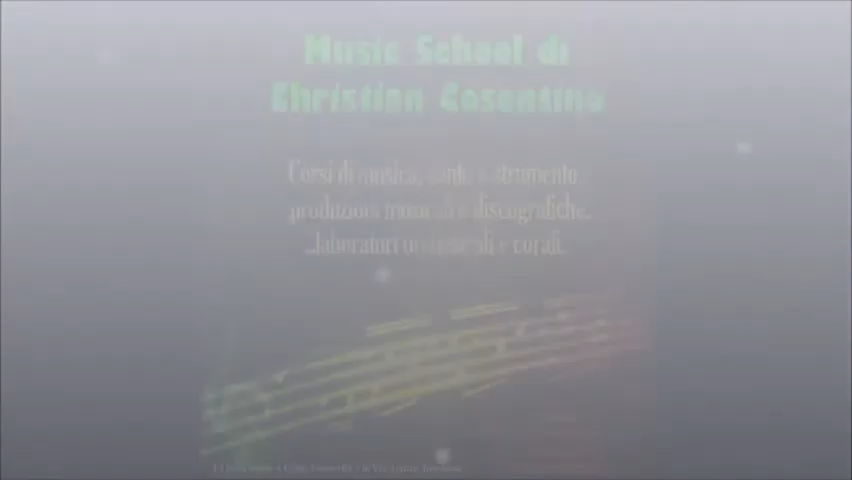 Music School di
Christian Cosentino
Corsi di musica, canto e strumento
produzioni musicali e discografiche,
laboratori orchestrali e corali.